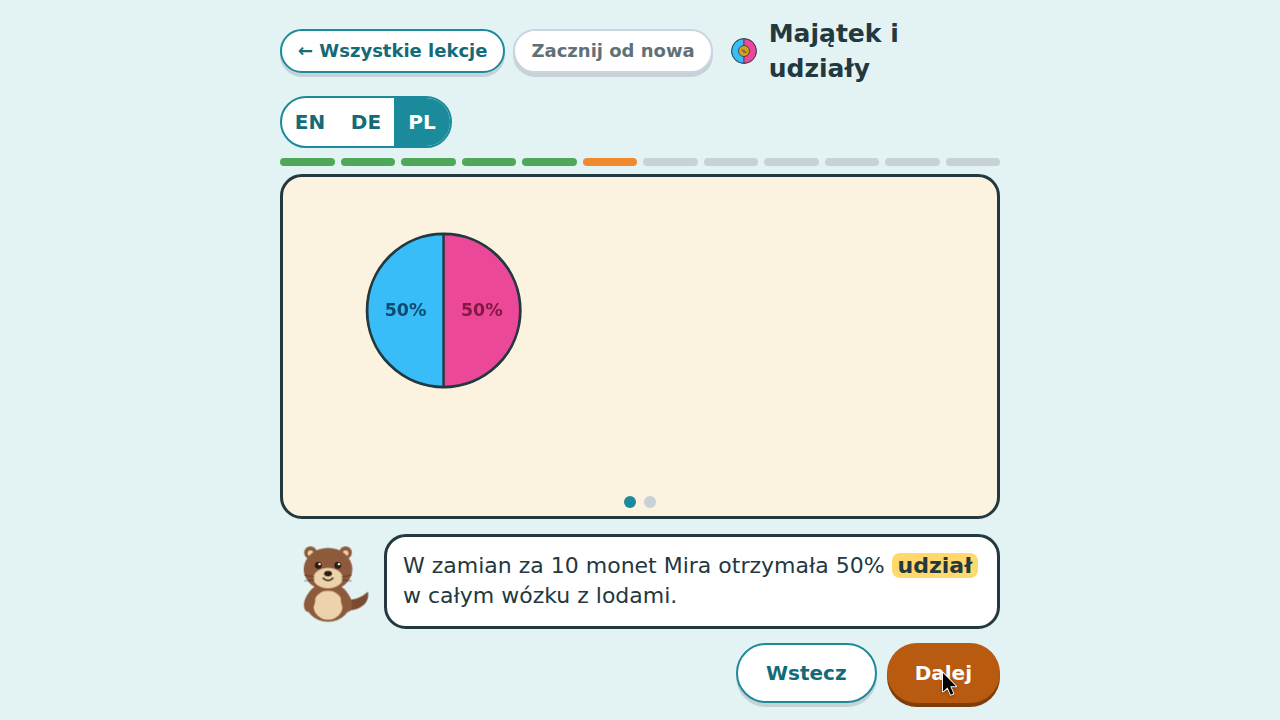 ← Wszystkie lekcje
Zacznij od nowa
Majątek i
udziały
EN DE PL
50% 50%
W zamian za 10 monet Mira otrzymała 50% udział
w całym wózku z lodami.
Wstecz
Dalej